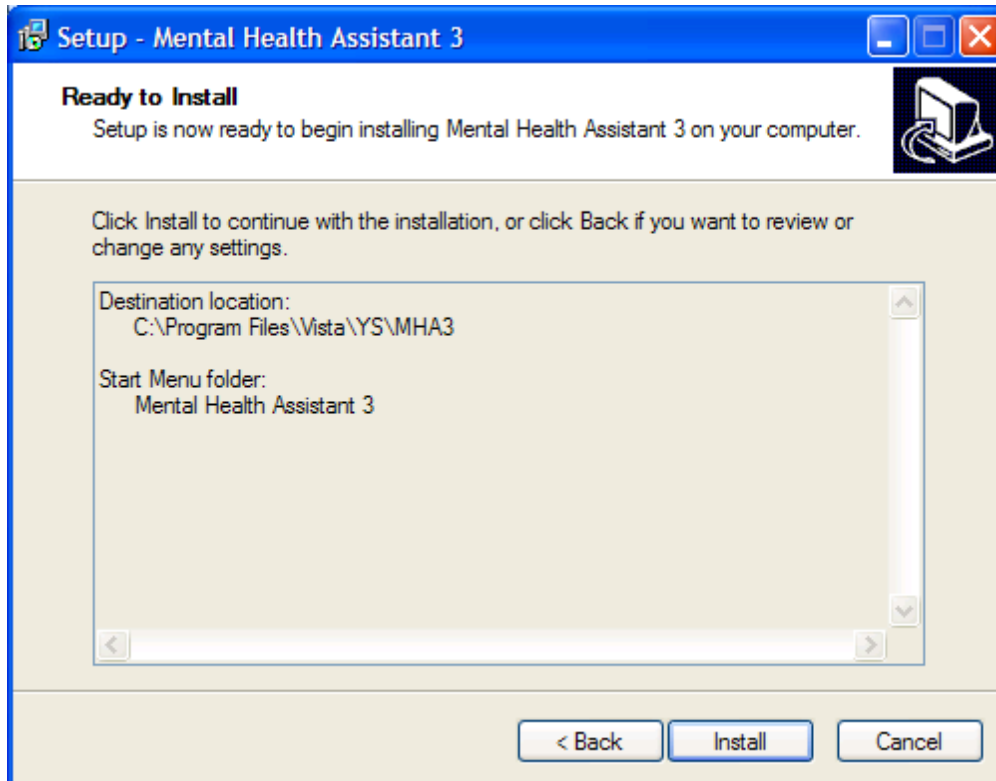 Setup - Mental Health Assistant 3
Ready to Install
Setup is now ready to begin installing Mental Health Assistant 3 on your computer.
Click Install to continue with the installation, or click Back if you want to review or
change any settings.
Destination location:
C:\Program Files\Vista\YS\MHA3
Start Menu folder:
Mental Health Assistant 3
< Back Install Cancel